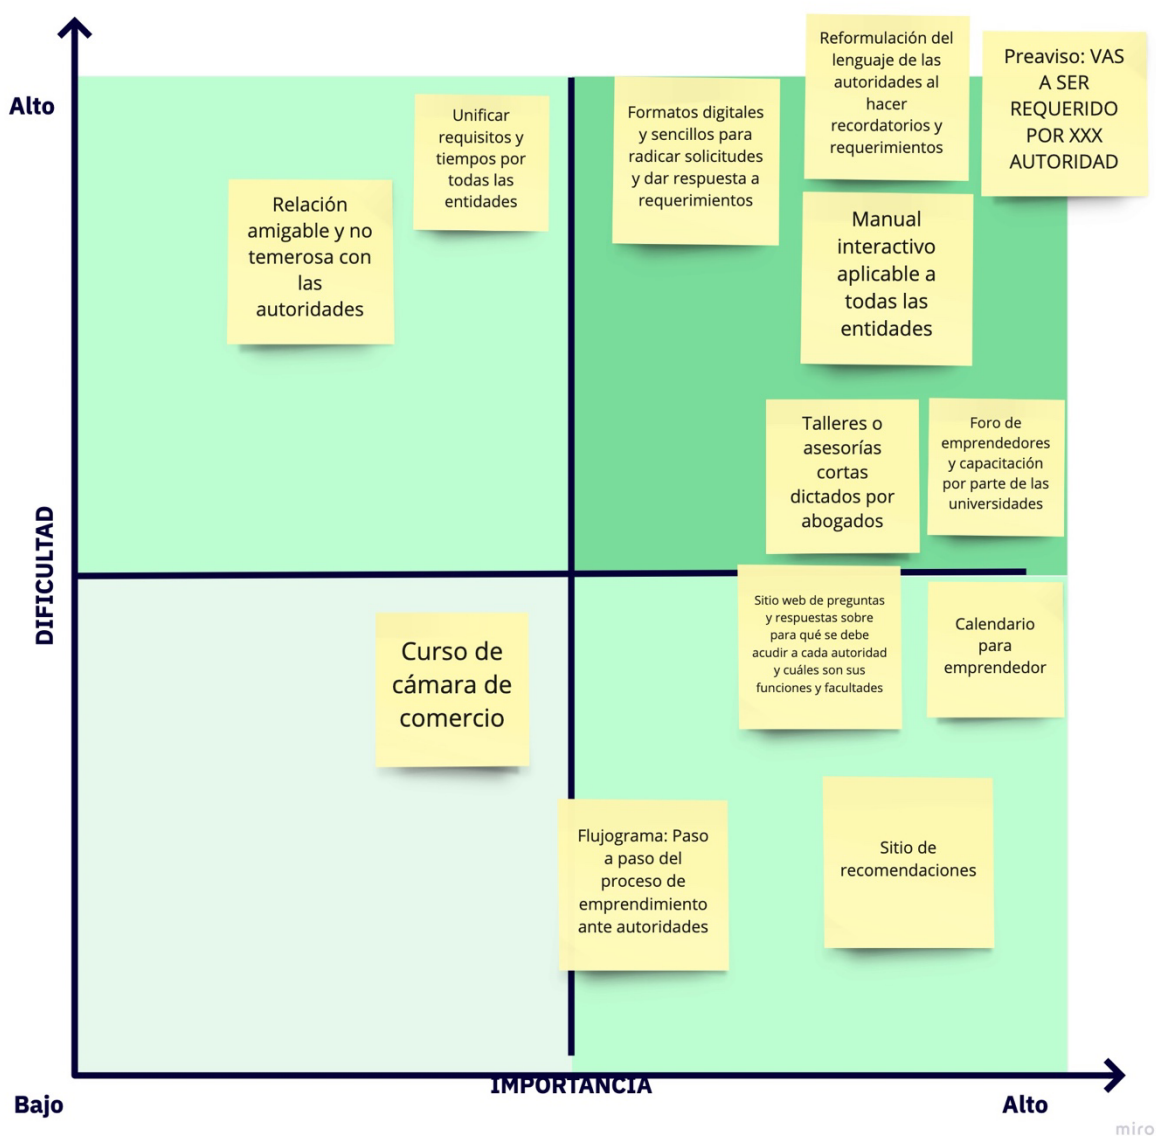 Alto
Unificar
requisitos y
tiempos por
todas las
entidades
Relación
amigable y no
temerosa con
las
autoridades
Formatos digitales
y sencillos para
radicar solicitudes
y dar respuesta a
requerimientos
Reformulación del
lenguaje de las
autoridades al
hacer
recordatorios y
requerimientos
Preaviso: VAS
A SER
REQUERIDO
POR XXX
AUTORIDAD
Manual
interactivo
aplicable a
todas las
entidades
Talleres o
asesorías
cortas
dictados por
abogados
Foro de
emprendedores
y capacitación
por parte de las
universidades
DIFICULTAD
Curso de
cámara de
comercio
Sitio web de preguntas
y respuestas sobre
para qué se debe
acudir a cada autoridad
y cuáles son sus
funciones y facultades
Calendario
para
emprendedor
Flujograma: Paso
a paso del
proceso de
emprendimiento
ante autoridades
Sitio de
recomendaciones
IMPORTANCIA
Bajo
Alto
miro